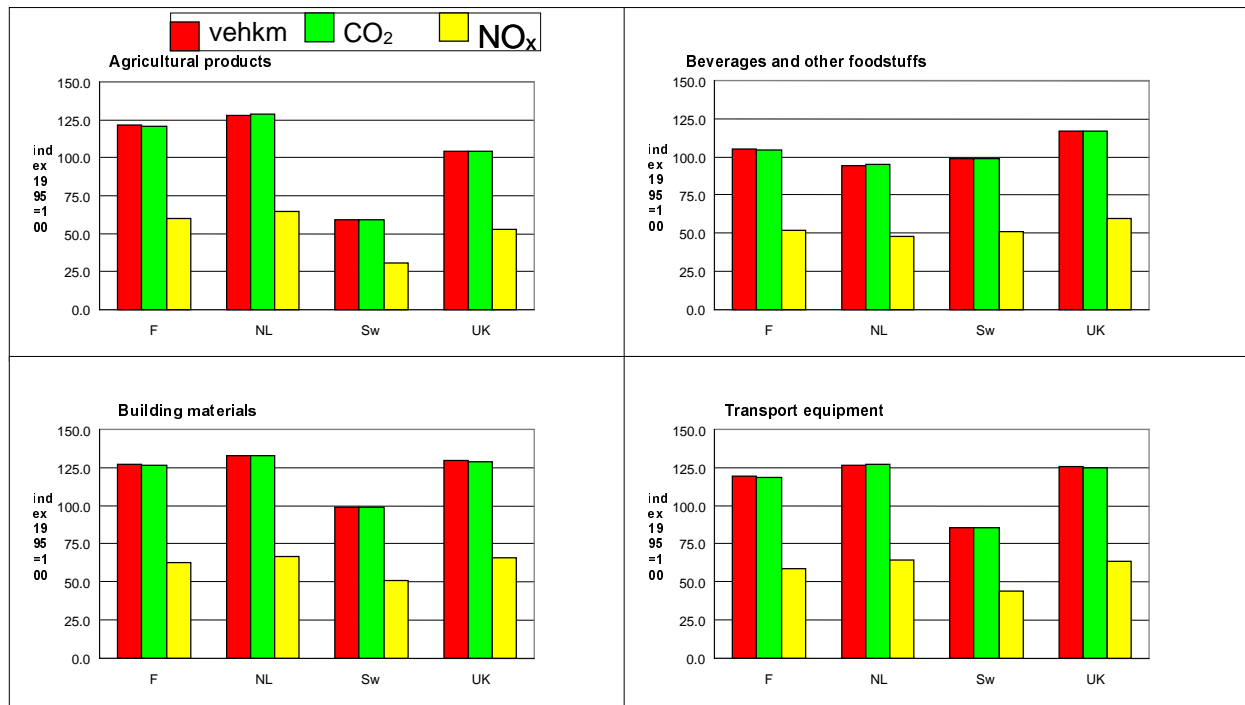 vehkm CO₂ NOₓ
Agricultural products
150.0
125.0
100.0
75.0
50.0
25.0
0.0
ind
ex
19
95
=1
00
F NL Sw UK
Beverages and other foodstuffs
150.0
125.0
100.0
75.0
50.0
25.0
0.0
ind
ex
19
95
=1
00
F NL Sw UK
Building materials
150.0
125.0
100.0
75.0
50.0
25.0
0.0
ind
ex
19
95
=1
00
F NL Sw UK
Transport equipment
150.0
125.0
100.0
75.0
50.0
25.0
0.0
ind
ex
19
95
=1
00
F NL Sw UK